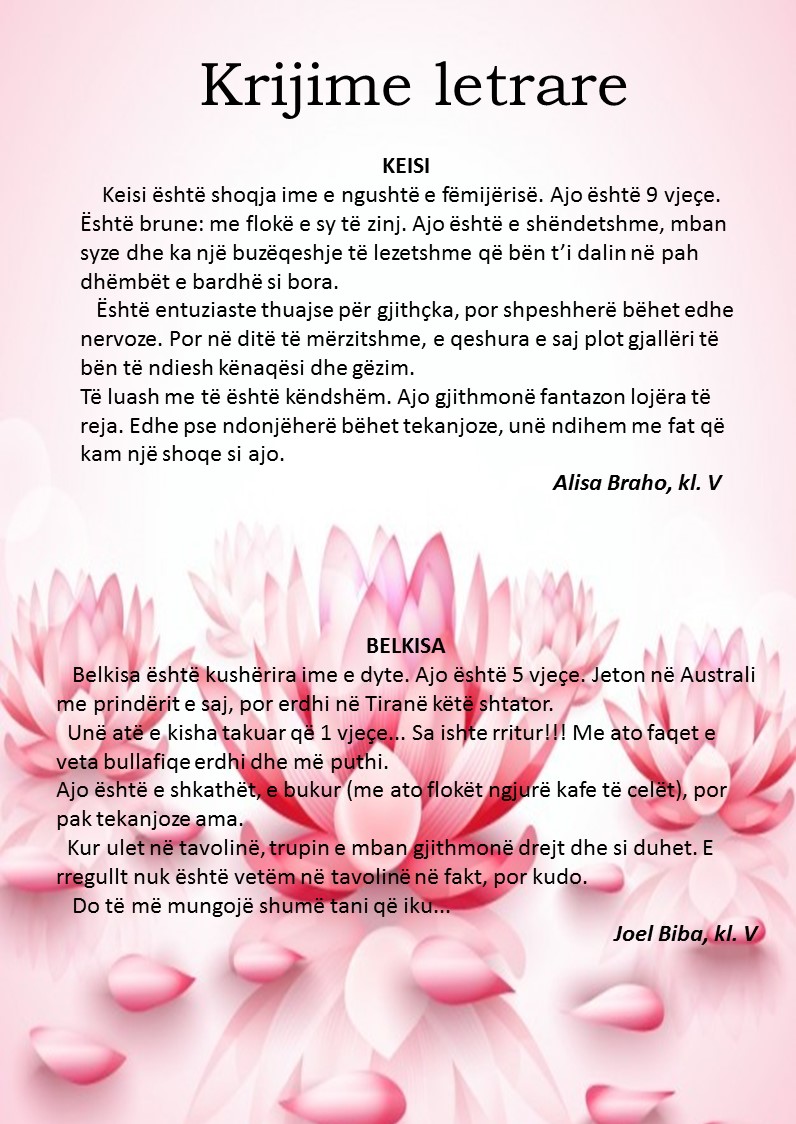 Krijime letrare
KEISI
Keisi është shoqja ime e ngushtë e fëmijërisë. Ajo është 9 vjeçe.
Është brune: me flokë e sy të zinj. Ajo është e shëndetshme, mban
syze dhe ka një buzëqeshje të lezetshme që bën t’i dalin në pah
dhëmbët e bardhë si bora.
Është entuziaste thuajse për gjithçka, por shpeshherë bëhet edhe
nervoze. Por në ditë të mërzitshme, e qeshura e saj plot gjallëri të
bën të ndiesh kënaqësi dhe gëzim.
Të luash me të është këndshëm. Ajo gjithmonë fantazon lojëra të
reja. Edhe pse ndonjëherë bëhet tekanjoze, unë ndihem me fat që
kam një shoqe si ajo.
Alisa Braho, kl. V
BELKISA
Belkisa është kushërira ime e dyte. Ajo është 5 vjeçe. Jeton në Australi
me prindërit e saj, por erdhi në Tiranë këtë shtator.
Unë atë e kisha takuar që 1 vjeçe... Sa ishte rritur!!! Me ato faqet e
veta bullafiqe erdhi dhe më puthi.
Ajo është e shkathët, e bukur (me ato flokët ngjurë kafe të celët), por
pak tekanjoze ama.
Kur ulet në tavolinë, trupin e mban gjithmonë drejt dhe si duhet. E
rregullt nuk është vetëm në tavolinë në fakt, por kudo.
Do të më mungojë shumë tani që iku...
Joel Biba, kl. V